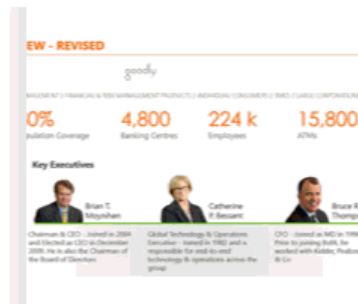 EW - REVISED
goodly
MANAGEMENT | FINANCIAL & RISK MANAGEMENT PRODUCTS | INDIVIDUAL CONSUMERS | SMES | LARGE CORPORATIONS
0% 4,800 224 k 15,800
pulation Coverage Banking Centres Employees ATMs
Key Executives
Brian T. Catherine Bruce R
Moynihan P. Bessant Thomp
Chairman & CEO - Joined in 2004 Global Technology & Operations CFO - Joined as MD in 199
and Elected as CEO in December Executive - Joined in 1982 and is Prior to joining BofA, he
2009. He is also the Chairman of responsible for end-to-end worked with Kidder, Peabo
the Board of Directors technology & operations across the & Co
group